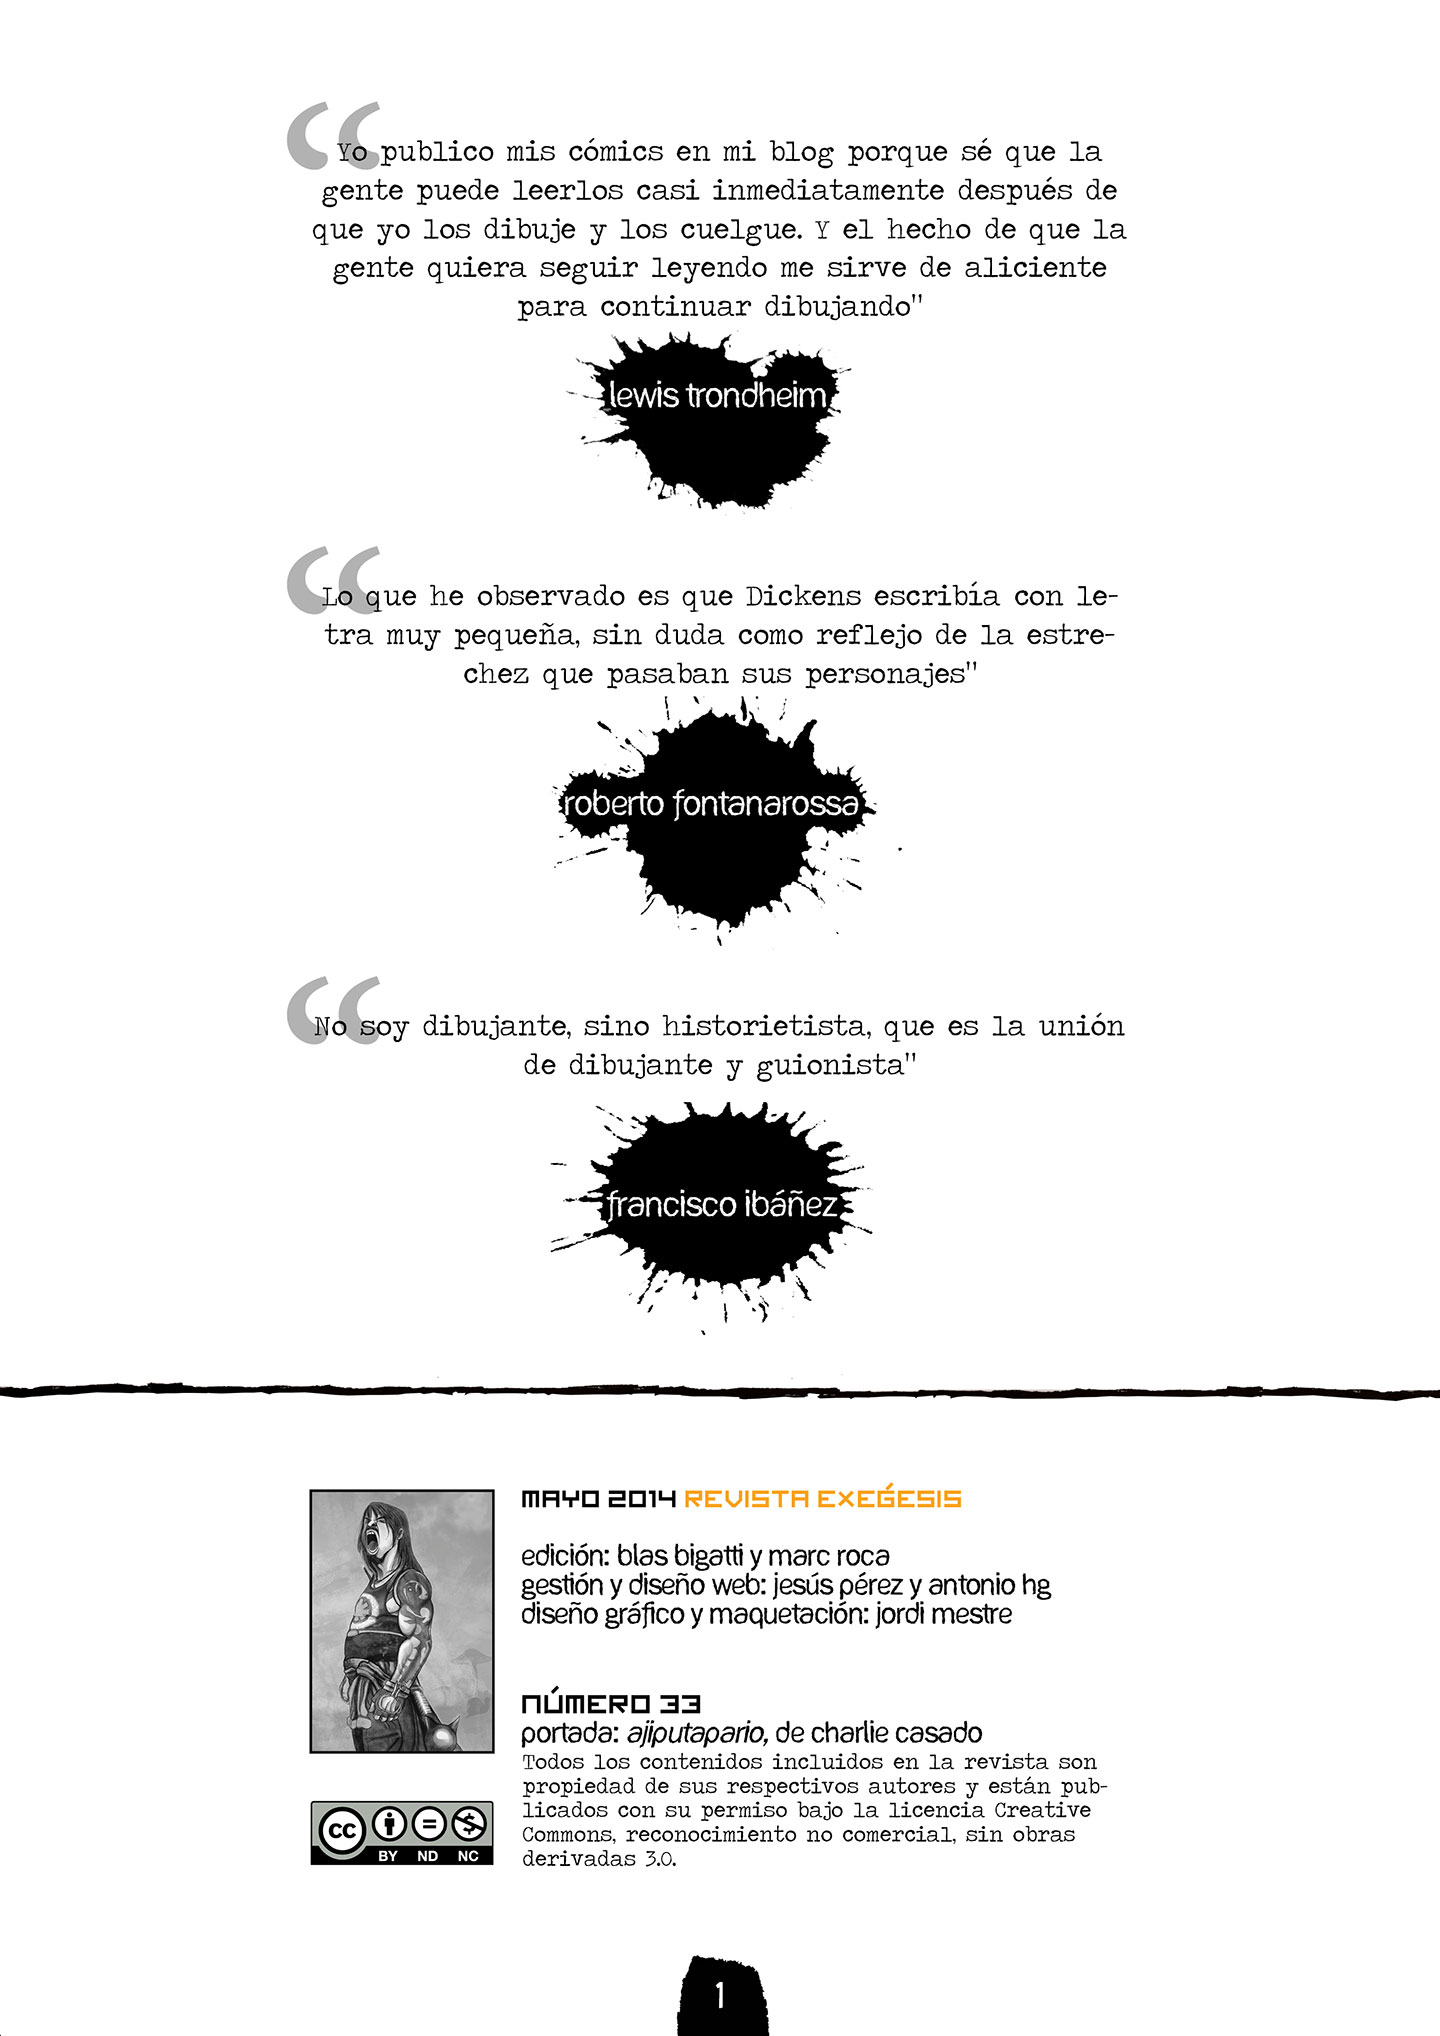 “Yo publico mis cómics en mi blog porque sé que la
gente puede leerlos casi inmediatamente después de
que yo los dibuje y los cuelgue. Y el hecho de que la
gente quiera seguir leyendo me sirve de aliciente
para continuar dibujando"
lewis trondheim
“Lo que he observado es que Dickens escribía con le-
tra muy pequeña, sin duda como reflejo de la estre-
chez que pasaban sus personajes"
roberto fontanarossa
“No soy dibujante, sino historietista, que es la unión
de dibujante y guionista"
francisco ibáñez
MAYO 2014 REVISTA EXEǴESIS
edición: blas bigatti y marc roca
gestión y diseño web: jesús pérez y antonio hg
diseño gráfico y maquetación: jordi mestre
NÚMERO 33
portada: ajiputapario, de charlie casado
Todos los contenidos incluidos en la revista son
propiedad de sus respectivos autores y están pub-
licados con su permiso bajo la licencia Creative
Commons, reconocimiento no comercial, sin obras
derivadas 3.0.
cc BY ND NC
1